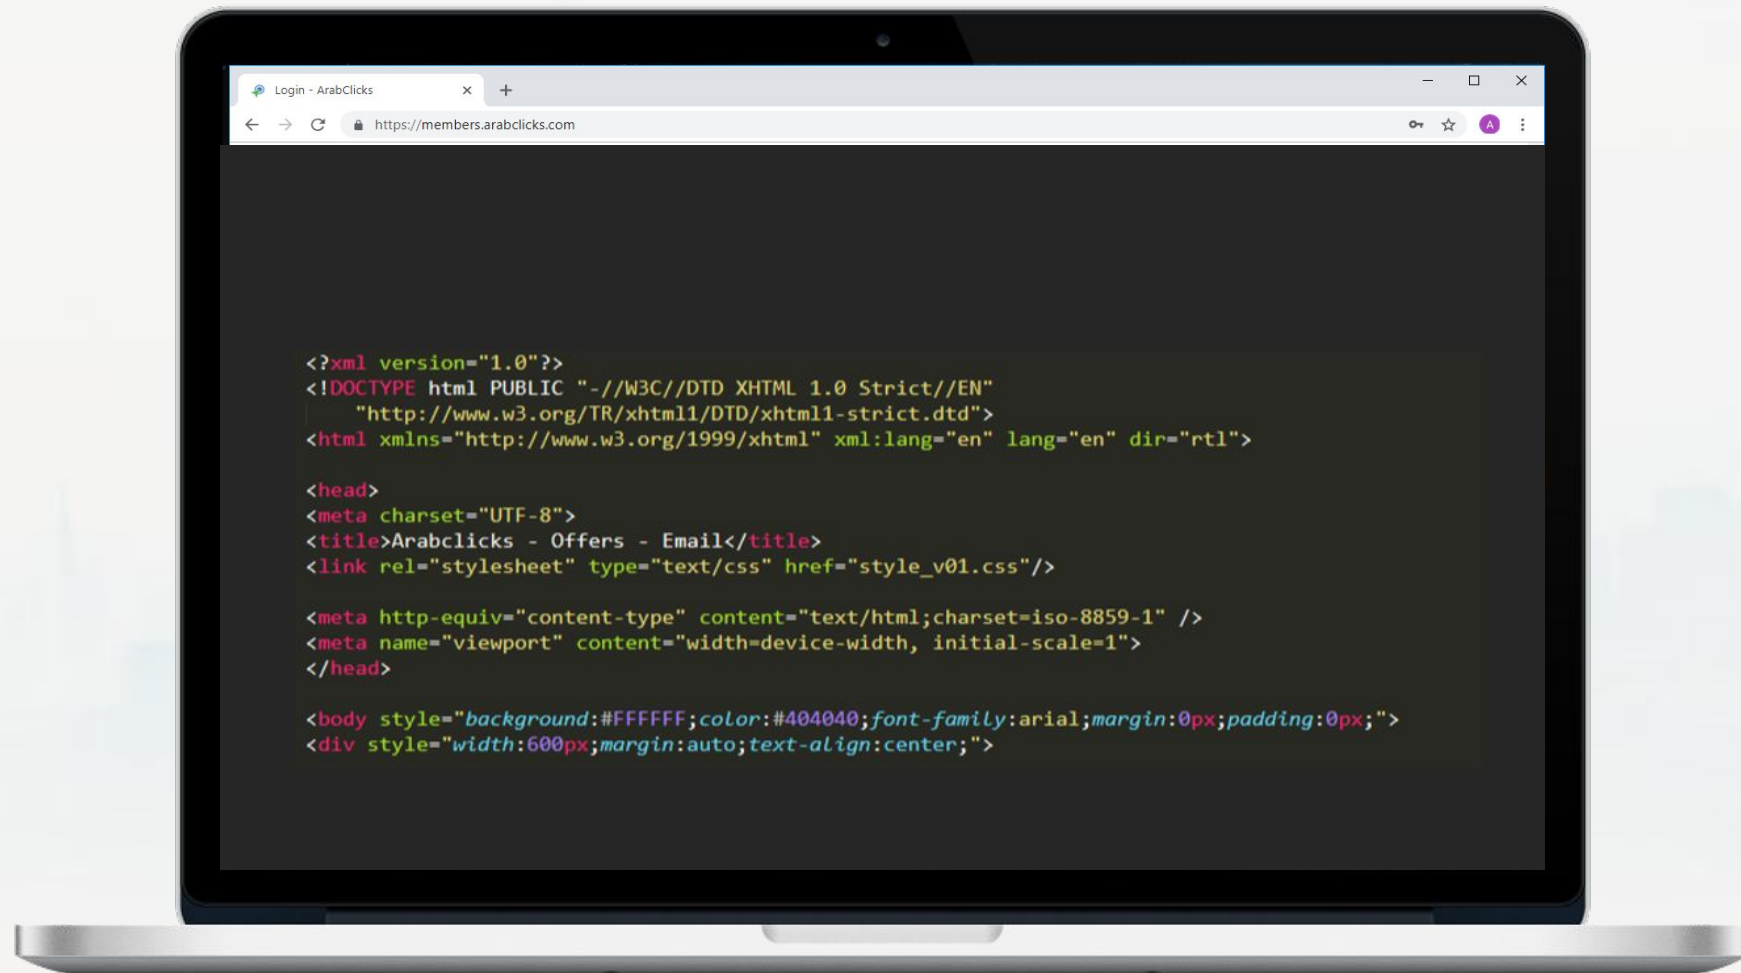 Login - ArabClicks
https://members.arabclicks.com
A
<?xml version="1.0"?>
<!DOCTYPE html PUBLIC "-//W3C//DTD XHTML 1.0 Strict//EN"
"http://www.w3.org/TR/xhtml1/DTD/xhtml1-strict.dtd">
<html xmlns="http://www.w3.org/1999/xhtml" xml:lang="en" lang="en" dir="rtl">
<head>
<meta charset="UTF-8">
<title>Arabclicks - Offers - Email</title>
<link rel="stylesheet" type="text/css" href="style_v01.css"/>
<meta http-equiv="content-type" content="text/html;charset=iso-8859-1" />
<meta name="viewport" content="width=device-width, initial-scale=1">
</head>
<body style="background:#FFFFFF;color:#404040;font-family:arial;margin:0px;padding:0px;">
<div style="width:600px;margin:auto;text-align:center;">